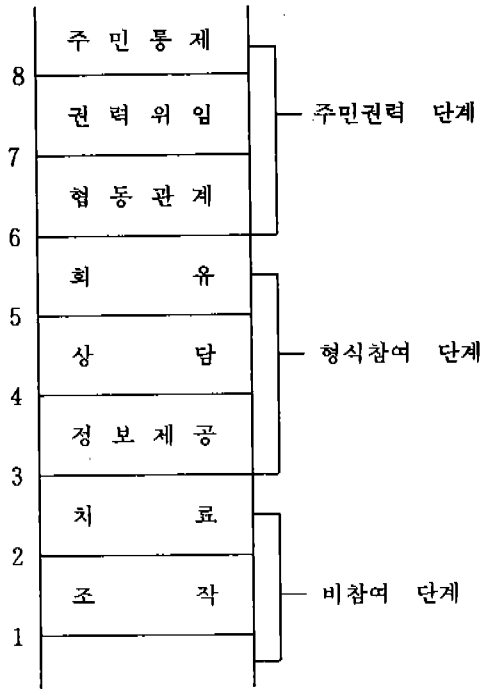 주 민 통 제
8
권 력 위 임
주민권력 단계
7
협 동 관 계
6
회 유
5
상 담
형식참여 단계
4
정 보 제 공
3
치 료
2
조 작
비참여 단계
1